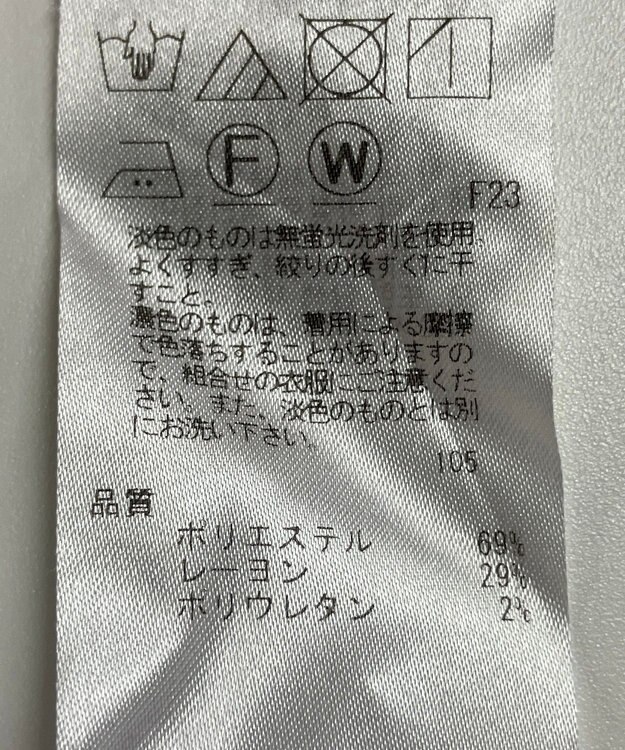 F W
F23
淡色のものは無蛍光洗剤を使用
よくすすぎ、絞りの後すぐに干
すこと。
濃色のものは、着用による摩擦
で色落ちすることがありますの
で、組合せの衣服にご注意くだ
さい。また、淡色のものとは別
にお洗い下さい。
105
品質
ポリエステル 69%
レーヨン 29%
ポリウレタン 2%